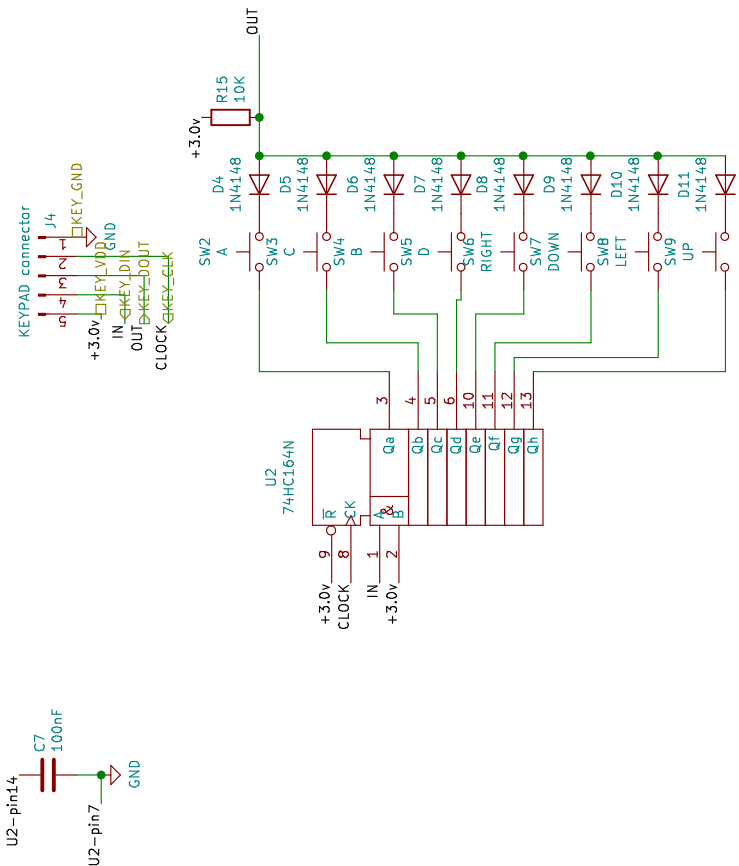 OUT
R15
10K
+3.0v
D4
1N4148
D5
1N4148
D6
1N4148
D7
1N4148
D8
1N4148
D9
1N4148
D10
1N4148
D11
1N4148
SW2
A
SW3
C
SW4
B
SW5
D
SW6
RIGHT
SW7
DOWN
SW8
LEFT
SW9
UP
KEYPAD connector
J4
1
2
3
4
5
KEY_GND
GND
KEY_VDD
KEY_DIN
KEY_DOUT
KEY_CLK
+3.0v
IN
OUT
CLOCK
3
4
5
6
10
11
12
13
U2
74HC164N
Qa
Qb
Qc
Qd
Qe
Qf
Qg
Qh
R
CK
A
&
B
9
8
1
2
+3.0v
CLOCK
IN
+3.0v
C7
100nF
U2-pin14
U2-pin7
GND